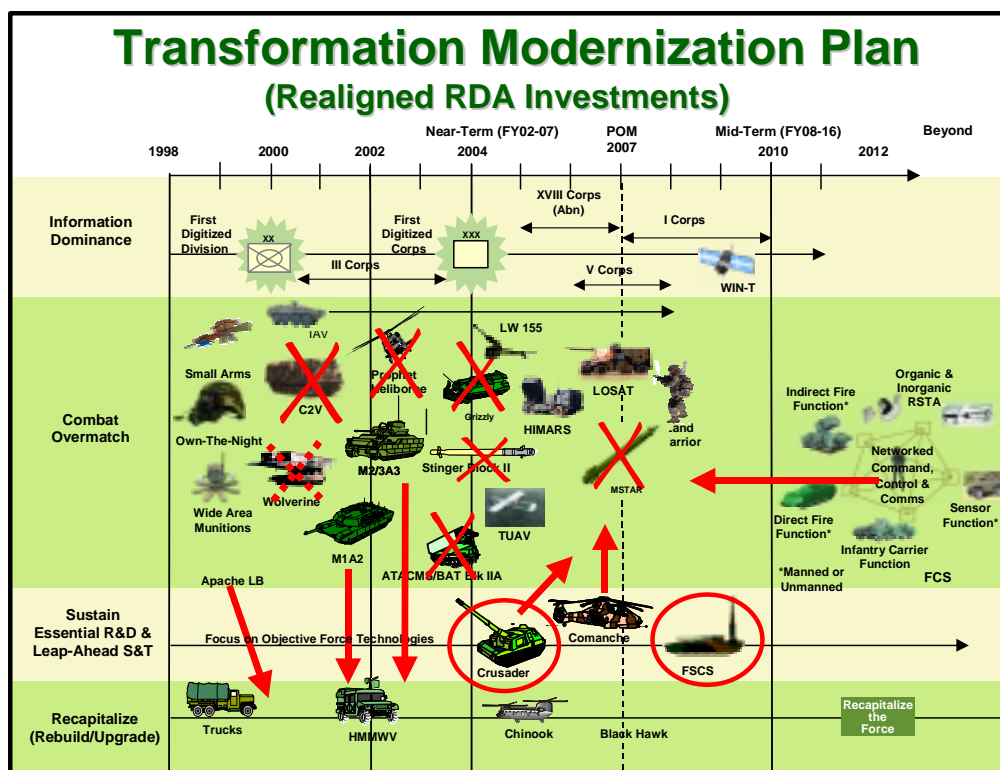 Transformation Modernization Plan
(Realigned RDA Investments)
Near-Term (FY02-07)
POM
Mid-Term (FY08-16)
Beyond
1998
2000
2002
2004
2007
2010
2012
Information
Dominance
First
Digitized
Division
xx
First
Digitized
Corps
xxx
III Corps
XVIII Corps
(Abn)
I Corps
V Corps
WIN-T
Combat
Overmatch
IAV
Small Arms
C2V
Prophet
Heliborne
LW 155
Grizzly
HIMARS
LOSAT
and
arrior
Own-The-Night
Wolverine
M2/3A3
Stinger Block II
MSTAR
Wide Area
Munitions
M1A2
TUAV
ATACMS/BAT Blk IIA
Indirect Fire
Function*
Organic &
Inorganic
RSTA
Networked
Command,
Control &
Comms
Direct Fire
Function*
Sensor
Function*
Infantry Carrier
Function
*Manned or
Unmanned
FCS
Apache LB
Sustain
Essential R&D &
Leap-Ahead S&T
Focus on Objective Force Technologies
Crusader
Comanche
FSCS
Recapitalize
(Rebuild/Upgrade)
Trucks
HMMWV
Chinook
Black Hawk
Recapitalize
the
Force